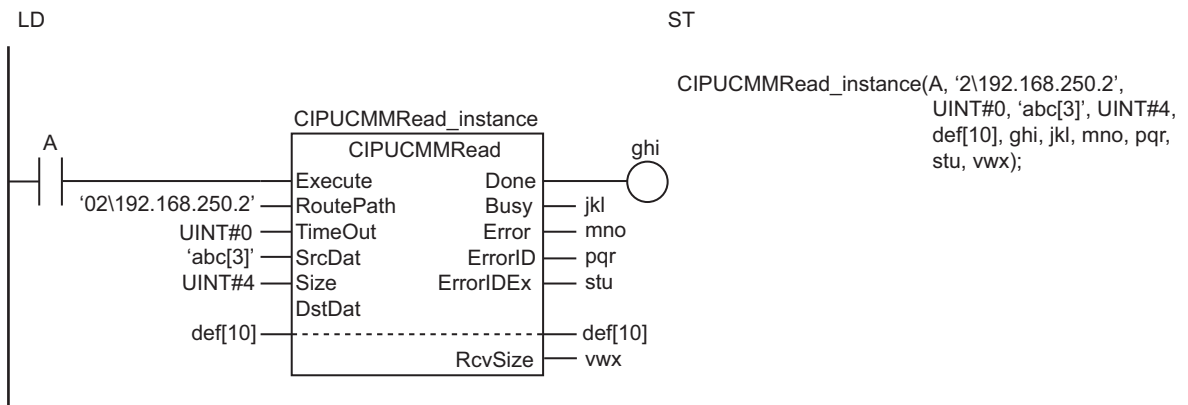 LD
ST
CIPUCMMRead_instance(A, ‘2\192.168.250.2’,
UINT#0, ‘abc[3]’, UINT#4,
def[10], ghi, jkl, mno, pqr,
stu, vwx);
CIPUCMMRead_instance
A
CIPUCMMRead
ghi
Execute
Done
‘02\192.168.250.2’
RoutePath
Busy
jkl
UINT#0
TimeOut
Error
mno
‘abc[3]’
SrcDat
ErrorID
pqr
UINT#4
Size
ErrorIDEx
stu
DstDat
def[10]
def[10]
RcvSize
vwx